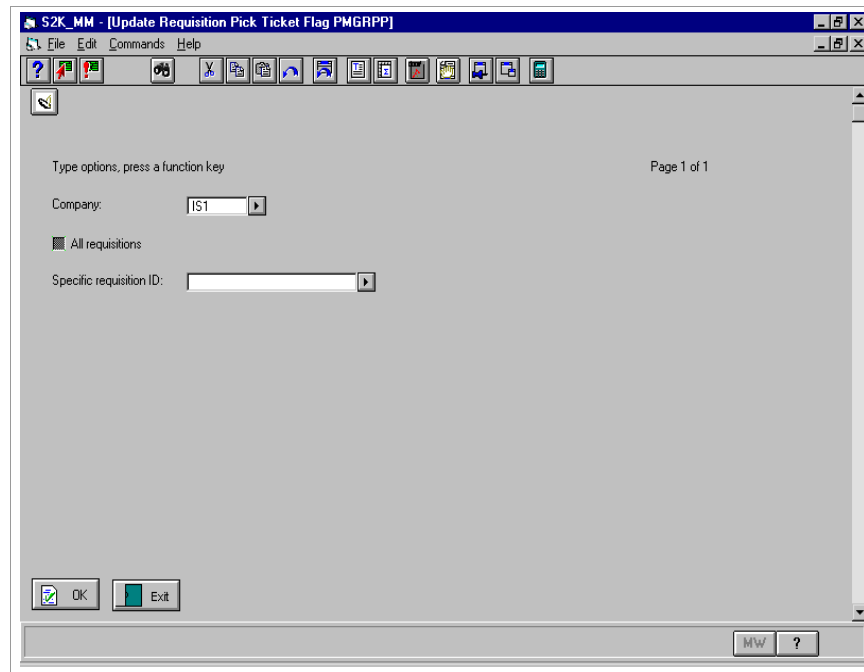 S2K_MM - [Update Requisition Pick Ticket Flag PMGRPP]
File Edit Commands Help
Type options, press a function key Page 1 of 1
Company: IS1
All requisitions
Specific requisition ID:
OK Exit
MW ?